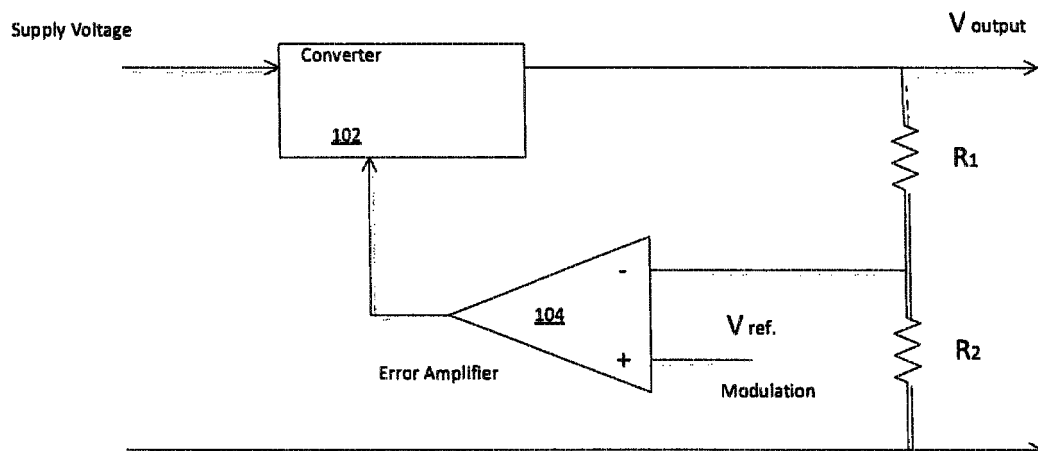 Supply Voltage
V output
Converter
102
R1
-
104
V ref.
+
R2
Error Amplifier
Modulation